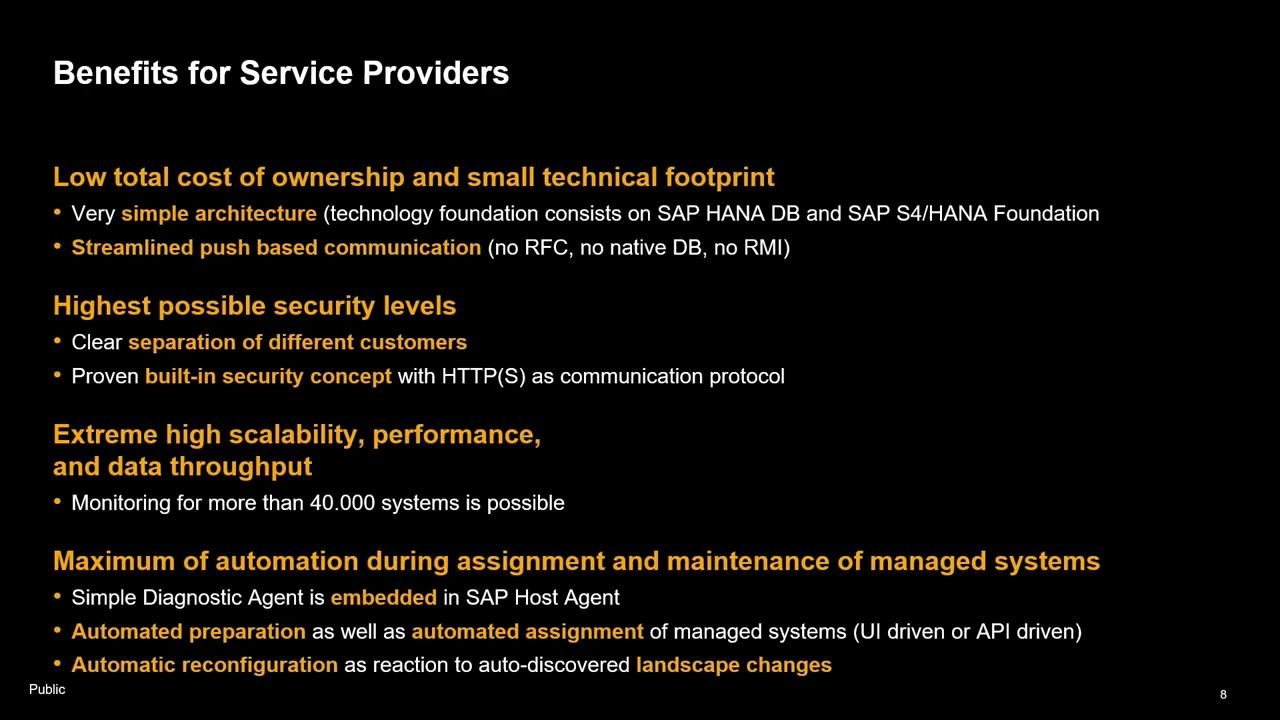 Benefits for Service Providers
Low total cost of ownership and small technical footprint
• Very simple architecture (technology foundation consists on SAP HANA DB and SAP S4/HANA Foundation
• Streamlined push based communication (no RFC, no native DB, no RMI)
Highest possible security levels
• Clear separation of different customers
• Proven built-in security concept with HTTP(S) as communication protocol
Extreme high scalability, performance,
and data throughput
• Monitoring for more than 40.000 systems is possible
Maximum of automation during assignment and maintenance of managed systems
• Simple Diagnostic Agent is embedded in SAP Host Agent
• Automated preparation as well as automated assignment of managed systems (UI driven or API driven)
• Automatic reconfiguration as reaction to auto-discovered landscape changes
Public
8